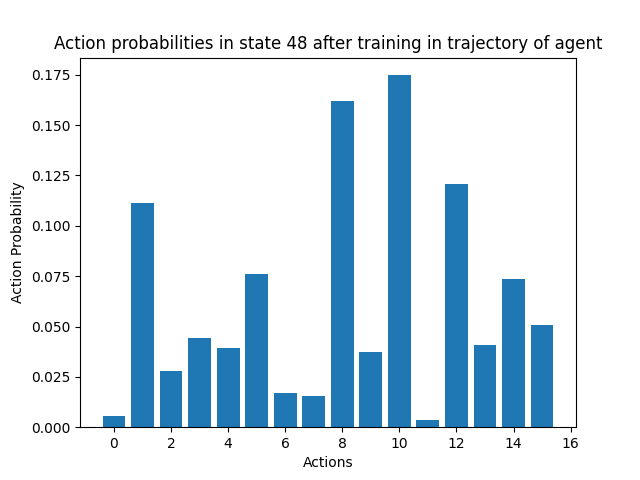 Action probabilities in state 48 after training in trajectory of agent
0.175
0.150
0.125
0.100
0.075
0.050
0.025
0.000
Action Probability
0 2 4 6 8 10 12 14 16
Actions